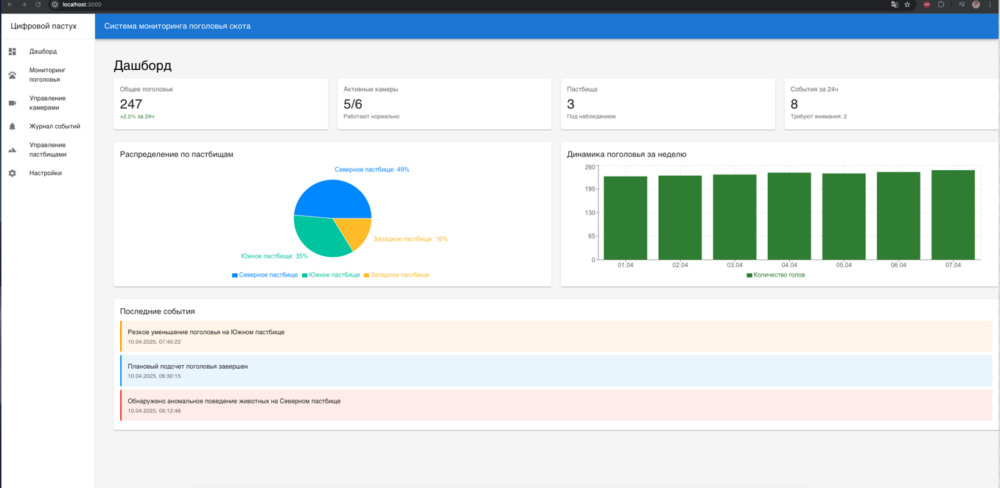 localhost:3000
Цифровой пастух
Система мониторинга поголовья скота
Дашборд
Мониторинг
поголовья
Управление
камерами
Журнал событий
Управление
пастбищами
Настройки
Дашборд
Общее поголовье
247
+2.5% за 24ч
Активные камеры
5/6
Работают нормально
Пастбища
3
Под наблюдением
События за 24ч
8
Требуют внимания: 2
Распределение по пастбищам
Северное пастбище: 49%
Западное пастбище: 16%
Южное пастбище: 35%
Северное пастбище Южное пастбище Западное пастбище
Динамика поголовья за неделю
260
195
130
65
0
01.04 02.04 03.04 04.04 05.04 06.04 07.04
Количество голов
Последние события
Резкое уменьшение поголовья на Южном пастбище
10.04.2025, 07:45:22
Плановый подсчет поголовья завершен
10.04.2025, 06:30:15
Обнаружено аномальное поведение животных на Северном пастбище
10.04.2025, 05:12:48